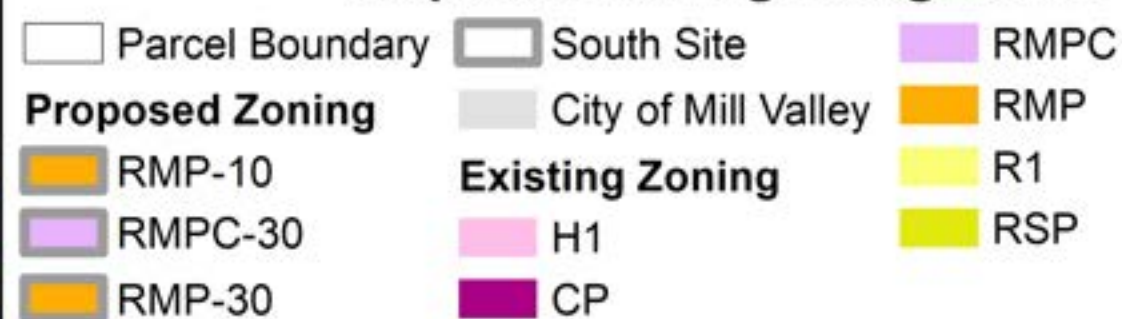 Parcel Boundary
Proposed Zoning
RMP-10
RMPC-30
RMP-30
South Site
City of Mill Valley
Existing Zoning
H1
CP
RMPC
RMP
R1
RSP